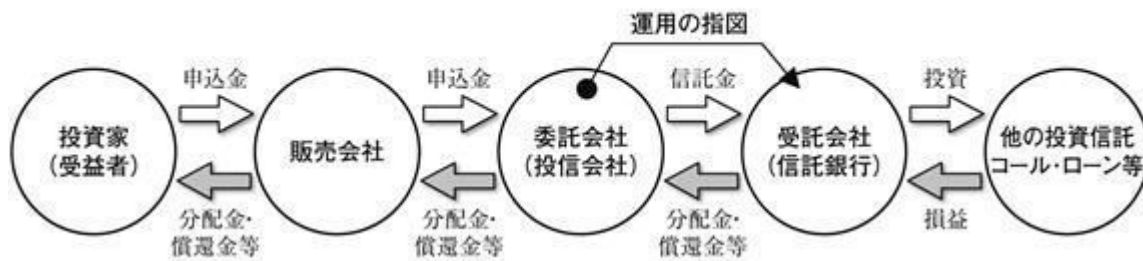 運用の指図
申込金
申込金
信託金
投資
投資家
(受益者)
販売会社
委託会社
(投信会社)
受託会社
(信託銀行)
他の投資信託
コール・ローン等
分配金・
償還金等
分配金・
償還金等
分配金・
償還金等
損益